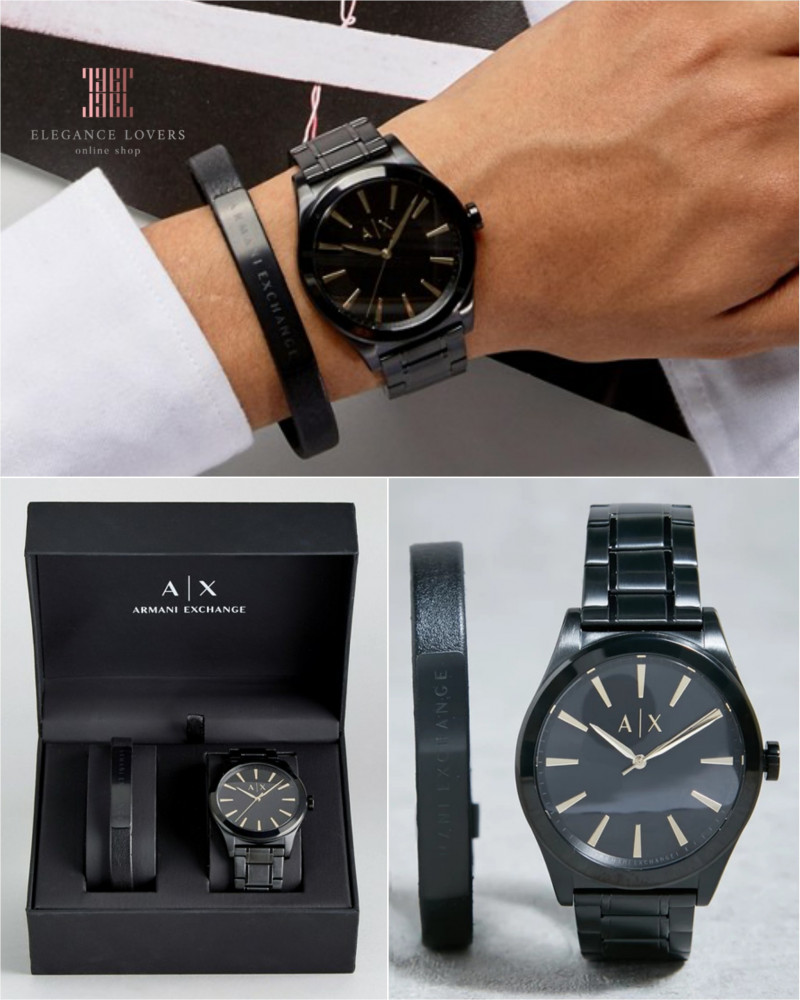 ELEGANCE LOVERS
online shop
A|X
ARMANI EXCHANGE
A|X
ARMANI EXCHANGE
A|X
A|X